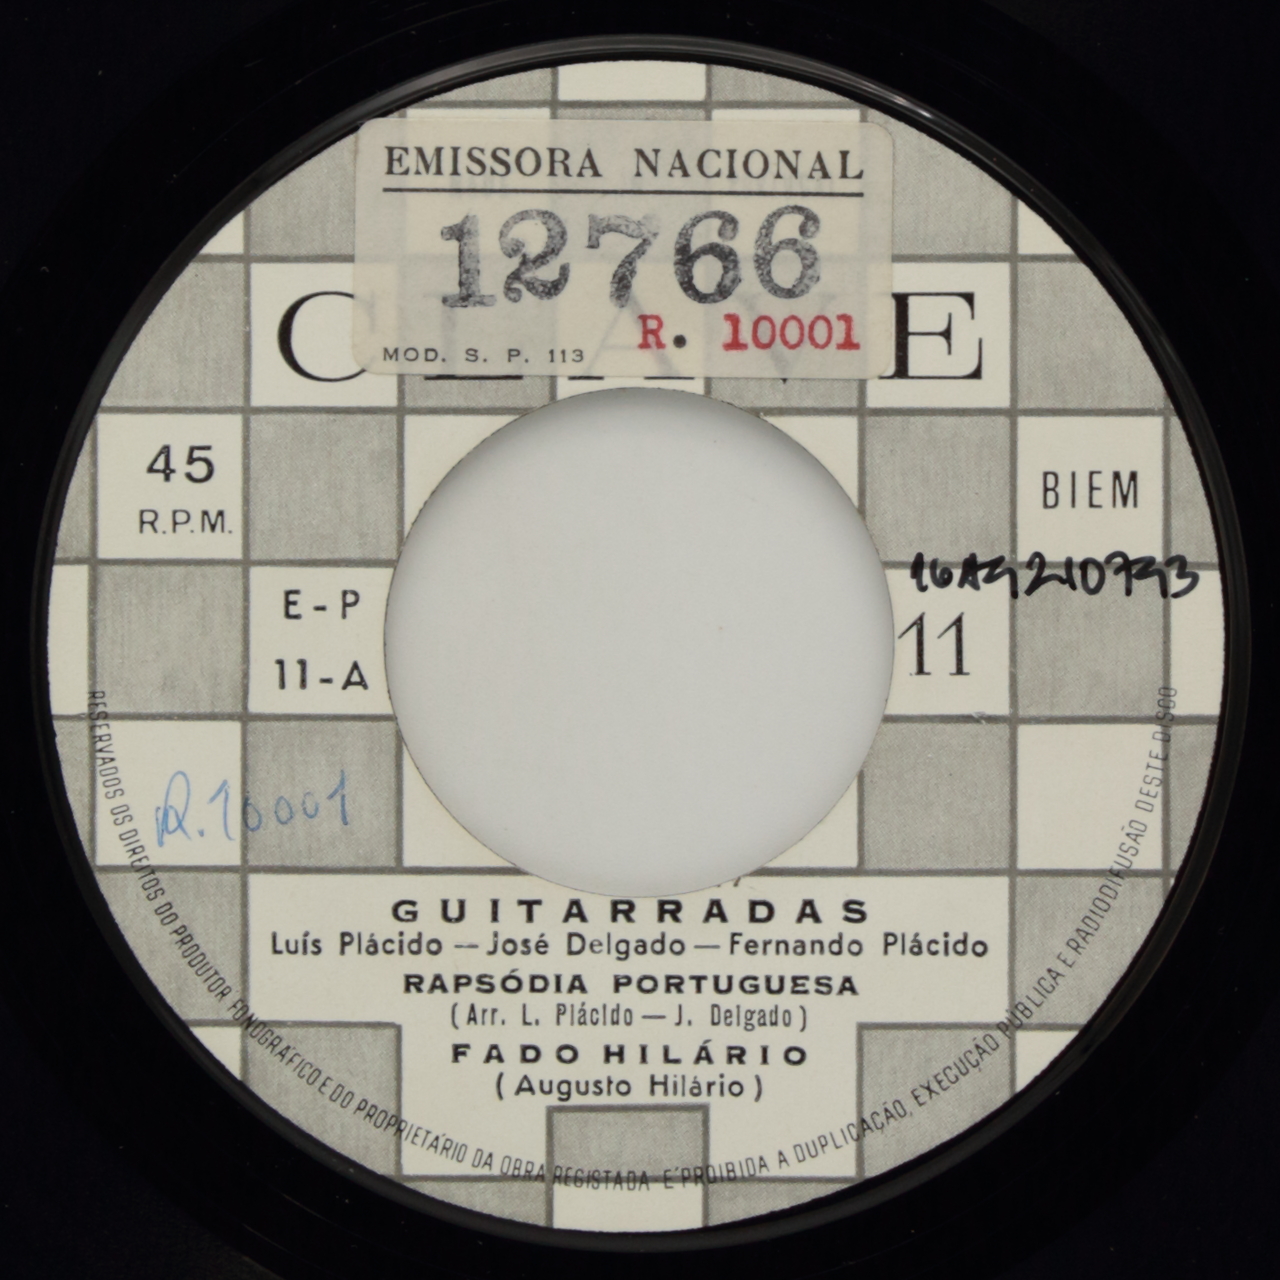 EMISSORA NACIONAL
12766
R. 10001
MOD. S. P. 113
CLAVE
45
R.P.M.
BIEM
E-P
11-A
11
R.10001
GUITARRADAS
Luís Plácido — José Delgado — Fernando Plácido
RAPSÓDIA PORTUGUESA
(Arr. L. Plácido — J. Delgado)
FADO HILÁRIO
(Augusto Hilário)
RESERVADOS OS DIREITOS DO PRODUTOR FONOGRÁFICO E DO PROPRIETÁRIO DA OBRA REGISTADA É PROIBIDA A DUPLICAÇÃO, EXECUÇÃO PÚBLICA E RADIODIFUSÃO DESTE DISCO